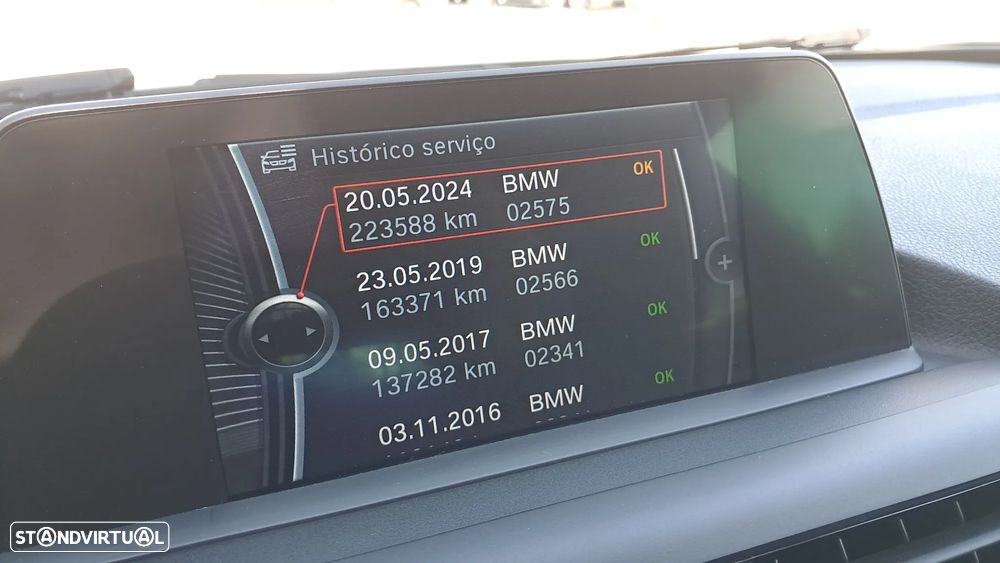 Histórico serviço
20.05.2024 BMW OK
223588 km 02575
23.05.2019 BMW OK
163371 km 02566
09.05.2017 BMW OK
137282 km 02341
03.11.2016 BMW OK
STANDVIRTUAL